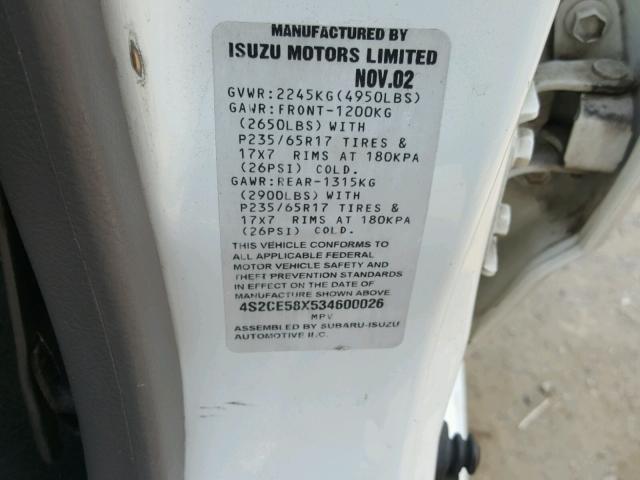 MANUFACTURED BY
ISUZU MOTORS LIMITED
NOV.02
GVWR:2245KG(4950LBS)
GAWR:FRONT-1200KG
(2650LBS) WITH
P235/65R17 TIRES &
17X7 RIMS AT 180KPA
(26PSI) COLD.
GAWR:REAR-1315KG
(2900LBS) WITH
P235/65R17 TIRES &
17X7 RIMS AT 180KPA
(26PSI) COLD.
THIS VEHICLE CONFORMS TO
ALL APPLICABLE FEDERAL
MOTOR VEHICLE SAFETY AND
THEFT PREVENTION STANDARDS
IN EFFECT ON THE DATE OF
MANUFACTURE SHOWN ABOVE.
4S2CE58X534600026
MPV
ASSEMBLED BY SUBARU-ISUZU
AUTOMOTIVE INC.